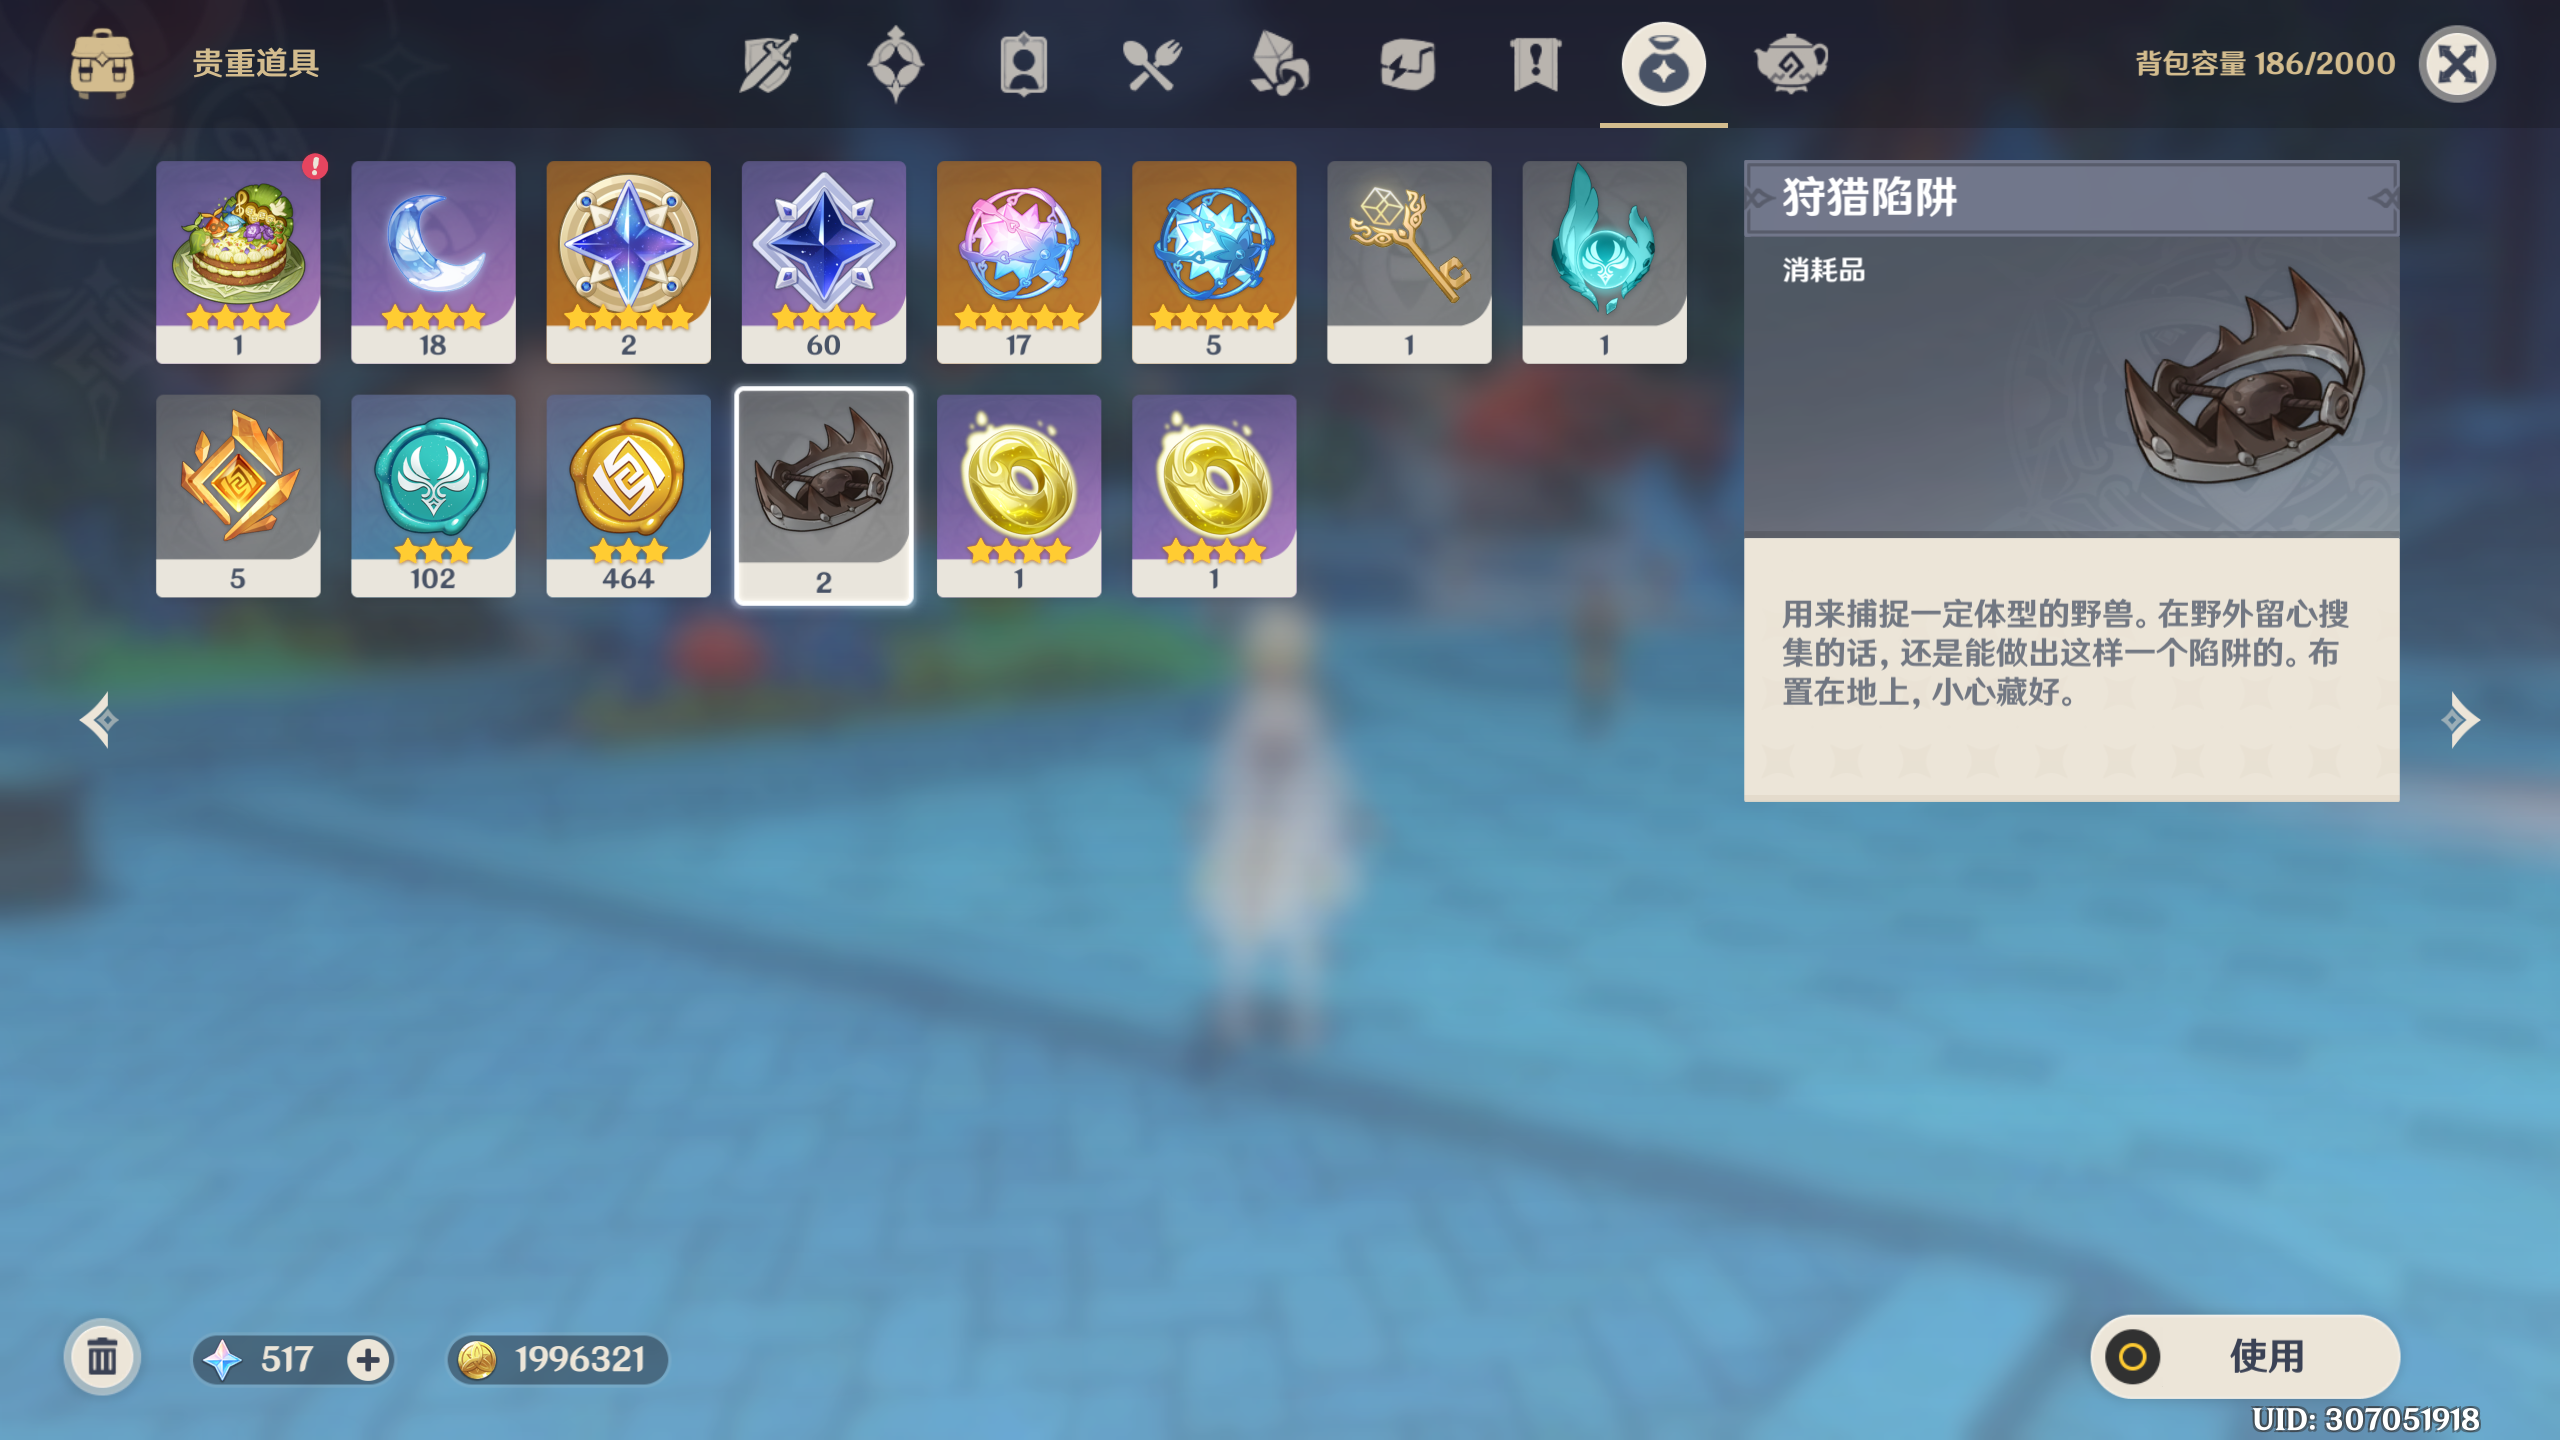 贵重道具
背包容量 186/2000
1
18
2
60
17
5
1
1
5
102
464
2
1
1
狩猎陷阱
消耗品
用来捕捉一定体型的野兽。在野外留心搜
集的话，还是能做出这样一个陷阱的。布
置在地上，小心藏好。
517
1996321
使用
UID: 307051918